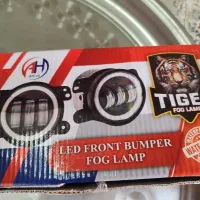 AH
TIGER
FOG LAMP
LED FRONT BUMPER
FOG LAMP